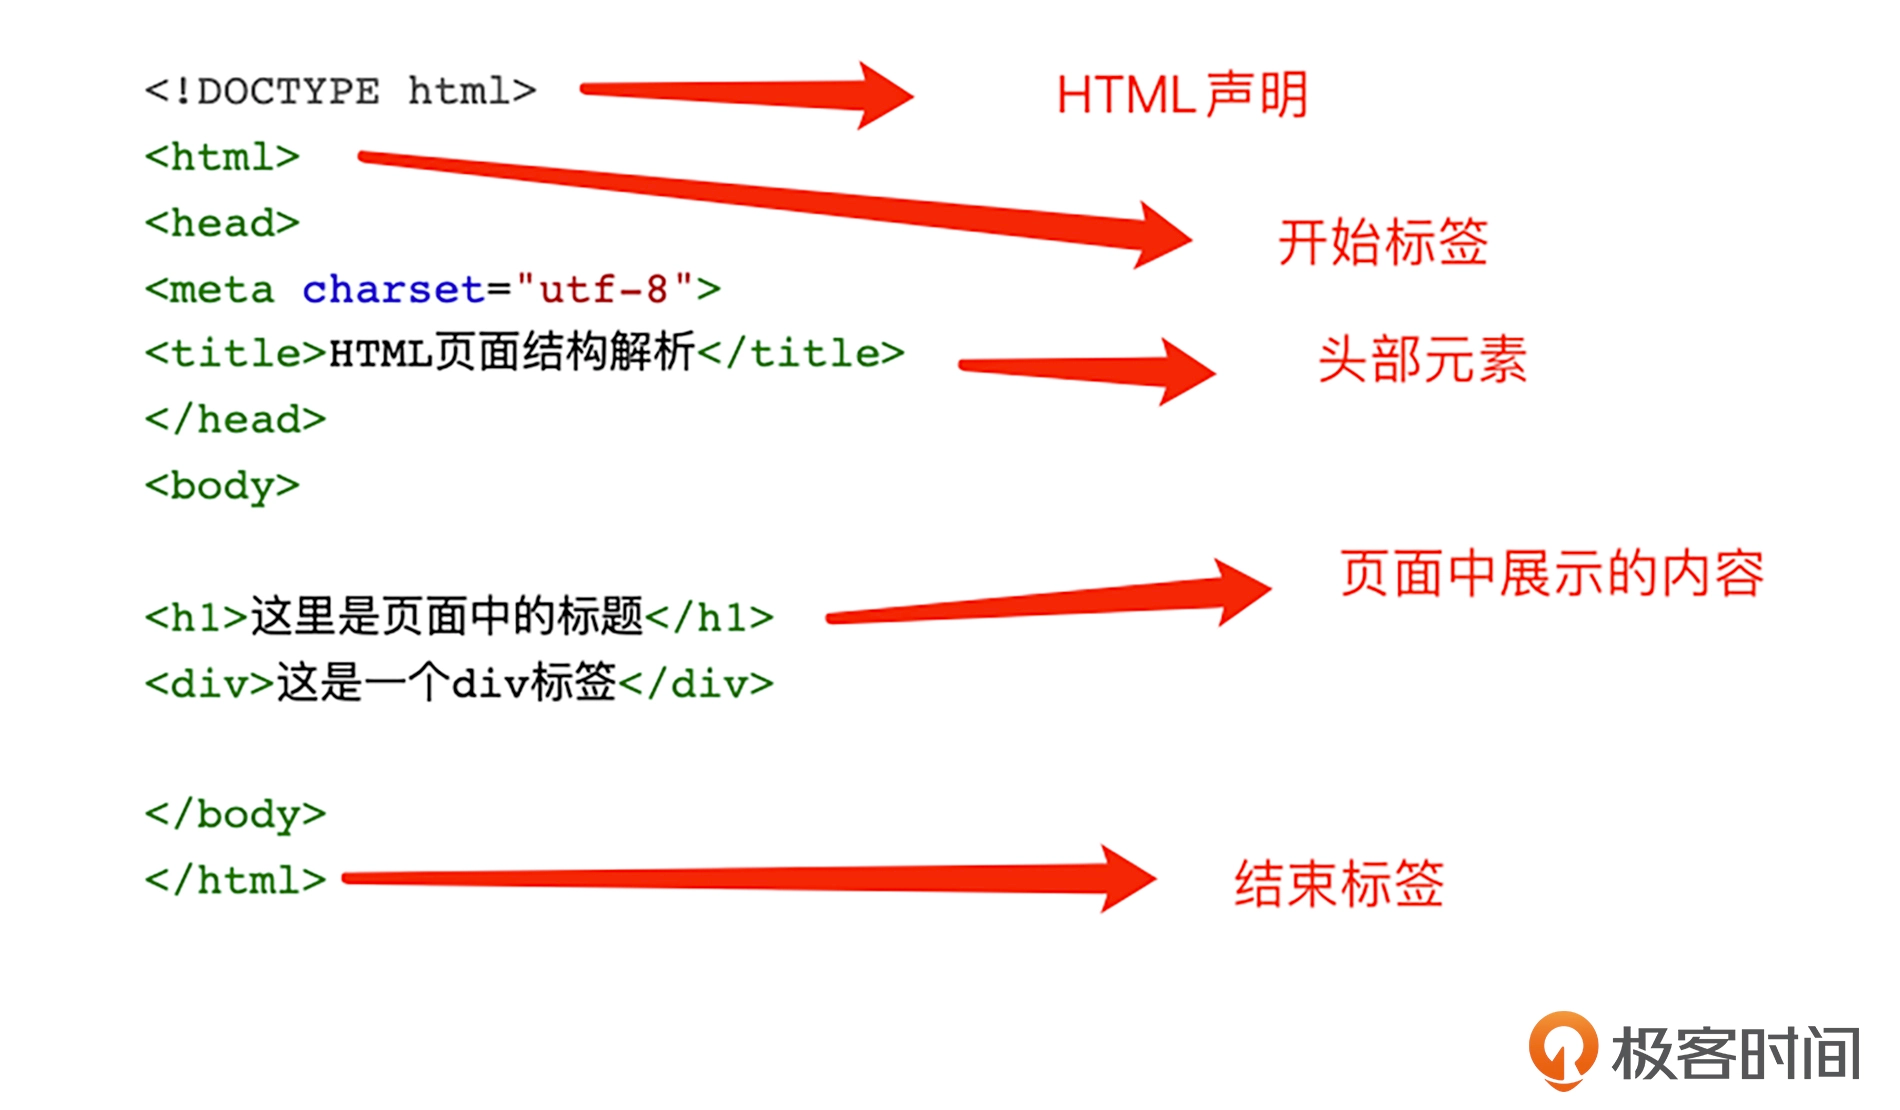 <!DOCTYPE html>
HTML声明
<html>
<head>
开始标签
<meta charset="utf-8">
<title>HTML页面结构解析</title>
头部元素
</head>
<body>
页面中展示的内容
<h1>这里是页面中的标题</h1>
<div>这是一个div标签</div>
</body>
</html>
结束标签
极客时间